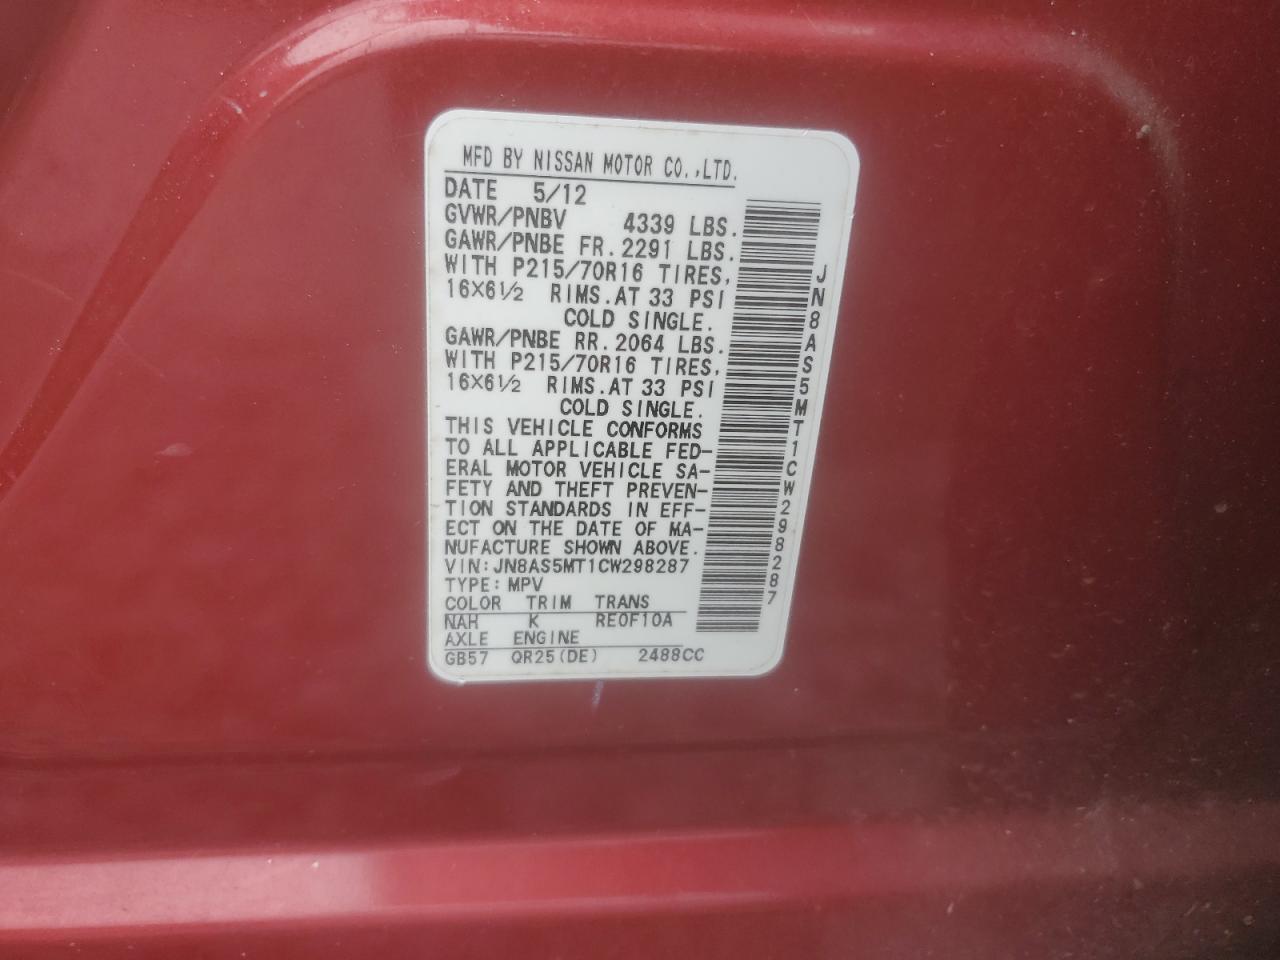 MFD BY NISSAN MOTOR CO.,LTD.
DATE 5/12
GVWR/PNBV 4339 LBS.
GAWR/PNBE FR.2291 LBS.
WITH P215/70R16 TIRES,
16X6½ RIMS.AT 33 PSI
COLD SINGLE.
GAWR/PNBE RR.2064 LBS.
WITH P215/70R16 TIRES,
16X6½ RIMS.AT 33 PSI
COLD SINGLE.
THIS VEHICLE CONFORMS
TO ALL APPLICABLE FED-
ERAL MOTOR VEHICLE SA-
FETY AND THEFT PREVEN-
TION STANDARDS IN EFF-
ECT ON THE DATE OF MA-
NUFACTURE SHOWN ABOVE.
VIN:JN8AS5MT1CW298287
TYPE:MPV
COLOR TRIM TRANS
NAH K RE0F10A
AXLE ENGINE
GB57 QR25(DE) 2488CC
JN8AS5MT1CW298287